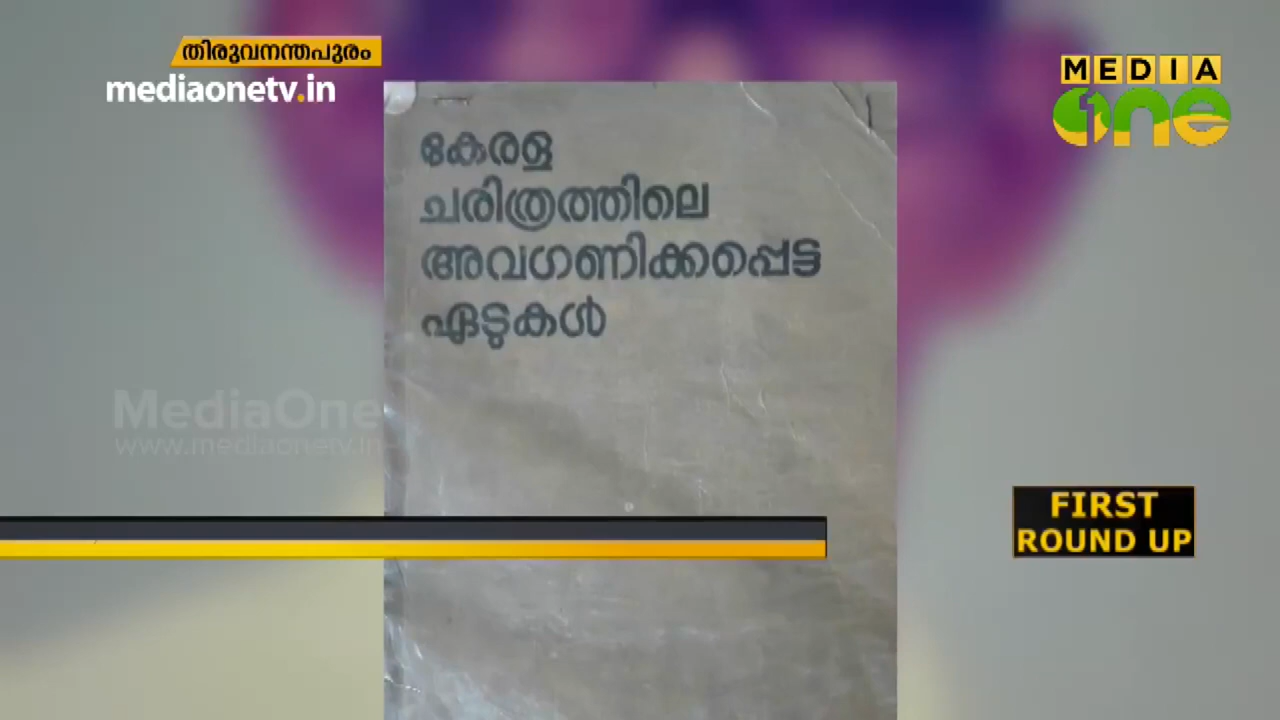 തിരുവനന്തപുരം
mediaonetv.in
MEDIA
one
കേരള
ചരിത്രത്തിലെ
അവഗണിക്കപ്പെട്ട
ഏടുകൾ
MediaOne
www.mediaonetv.in
FIRST
ROUND UP